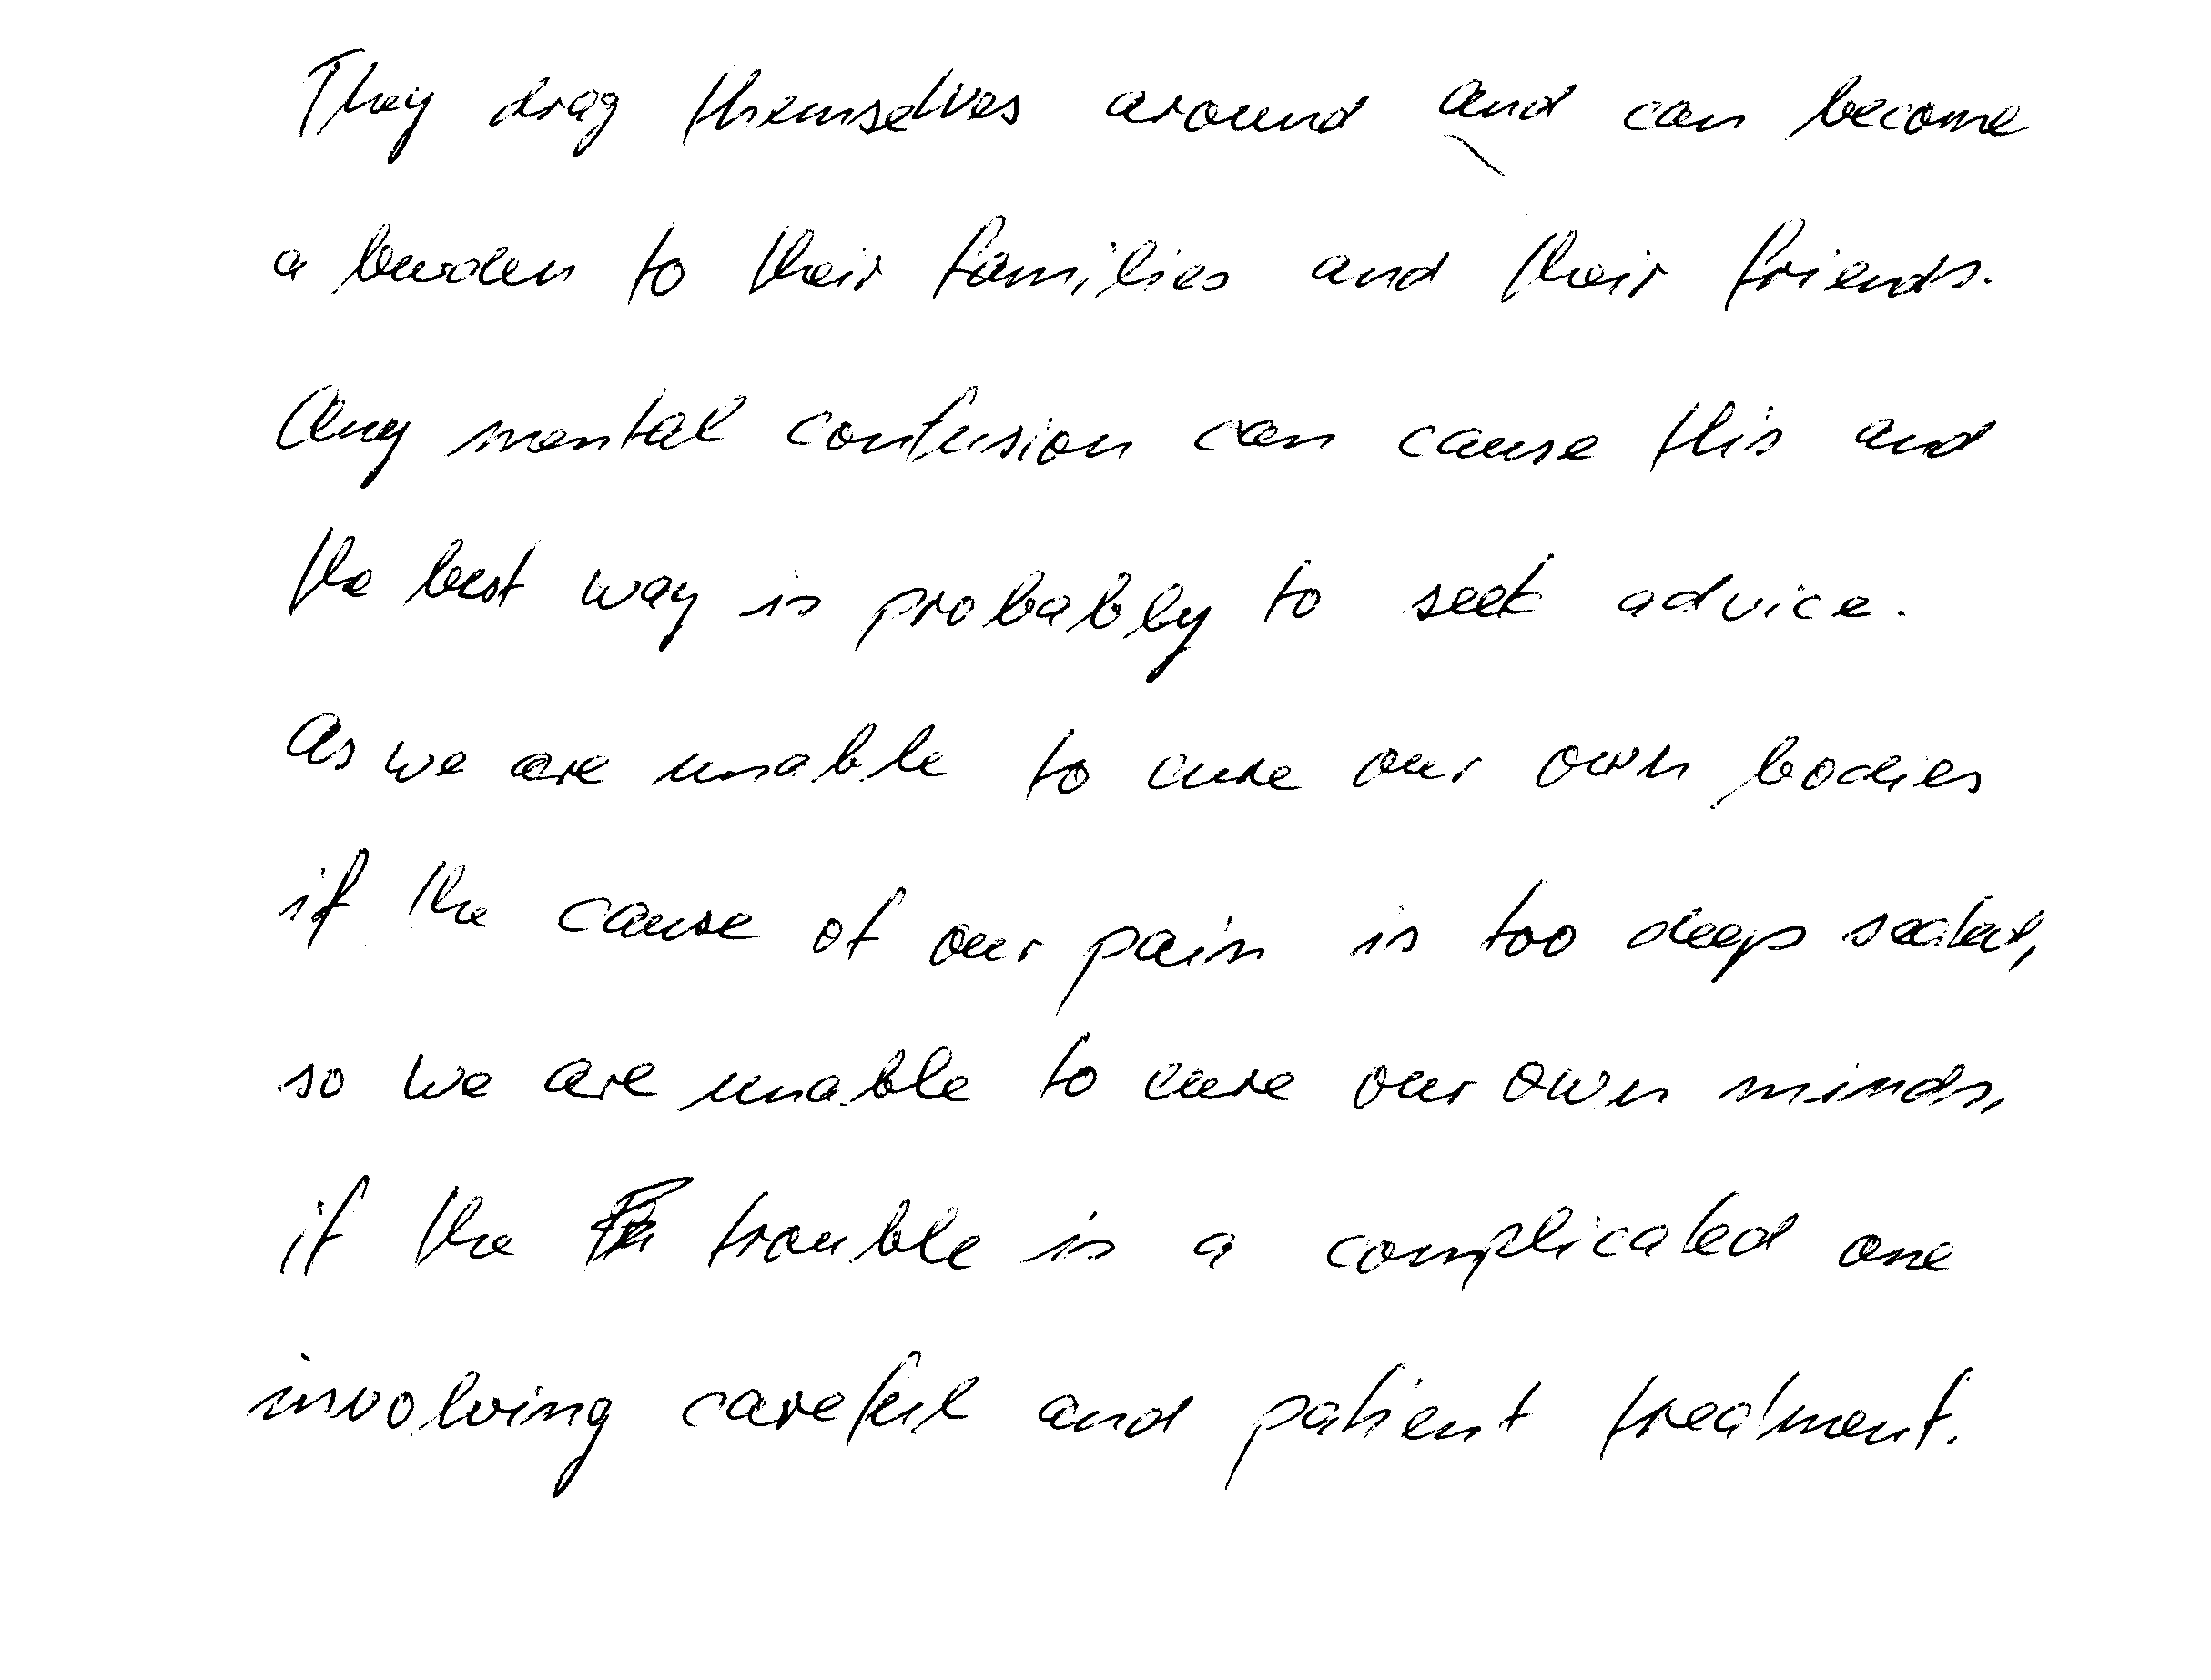 They drag themselves around and can become
a burden to their families and their friends.
Any mental confusion can cause this and
the best way is probably to seek advice.
As we are unable to cure our own bodies
if the cause of our pain is too deep seated,
so we are unable to cure our own minds,
if the trouble is a complicated one
involving careful and patient treatment.